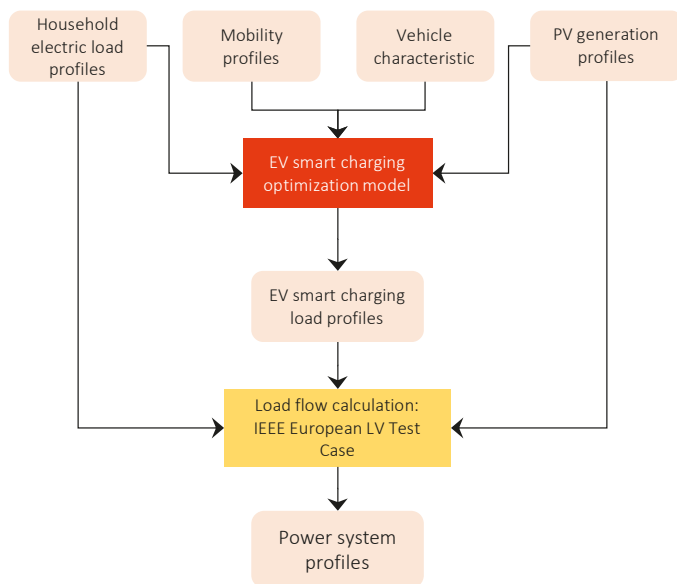 Household
electric load
profiles
Mobility
profiles
Vehicle
characteristic
PV generation
profiles
EV smart charging
optimization model
EV smart charging
load profiles
Load flow calculation:
IEEE European LV Test
Case
Power system
profiles